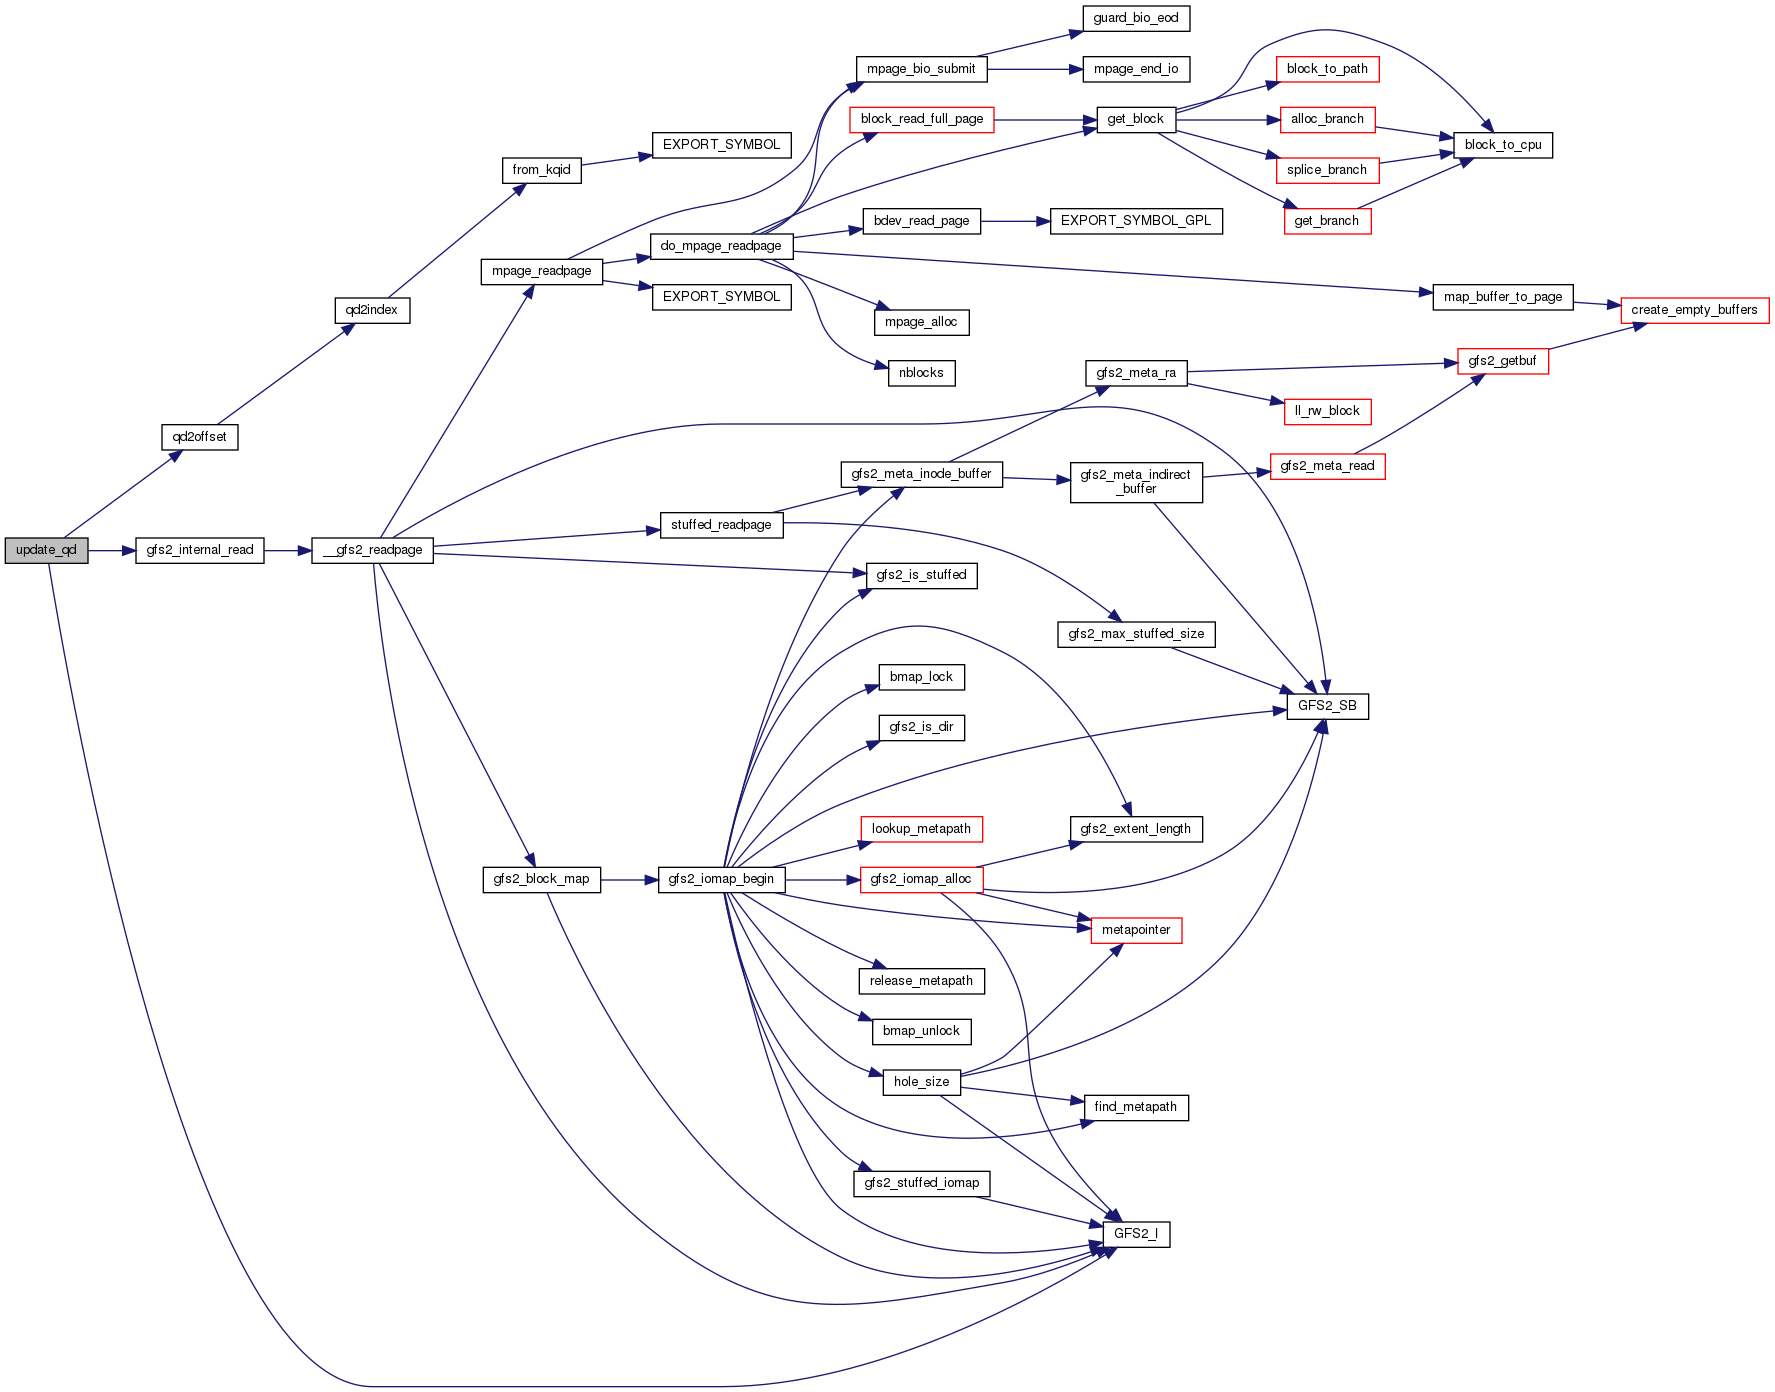 guard_bio_eod
mpage_bio_submit
mpage_end_io
block_to_path
block_read_full_page
get_block
alloc_branch
EXPORT_SYMBOL
block_to_cpu
from_kqid
splice_branch
bdev_read_page
EXPORT_SYMBOL_GPL
get_branch
do_mpage_readpage
mpage_readpage
EXPORT_SYMBOL
map_buffer_to_page
qd2index
create_empty_buffers
mpage_alloc
gfs2_getbuf
nblocks
gfs2_meta_ra
ll_rw_block
qd2offset
gfs2_meta_read
gfs2_meta_inode_buffer
gfs2_meta_indirect
_buffer
stuffed_readpage
update_qd
gfs2_internal_read
__gfs2_readpage
gfs2_is_stuffed
gfs2_max_stuffed_size
bmap_lock
GFS2_SB
gfs2_is_dir
lookup_metapath
gfs2_extent_length
gfs2_block_map
gfs2_iomap_begin
gfs2_iomap_alloc
metapointer
release_metapath
bmap_unlock
hole_size
find_metapath
gfs2_stuffed_iomap
GFS2_I